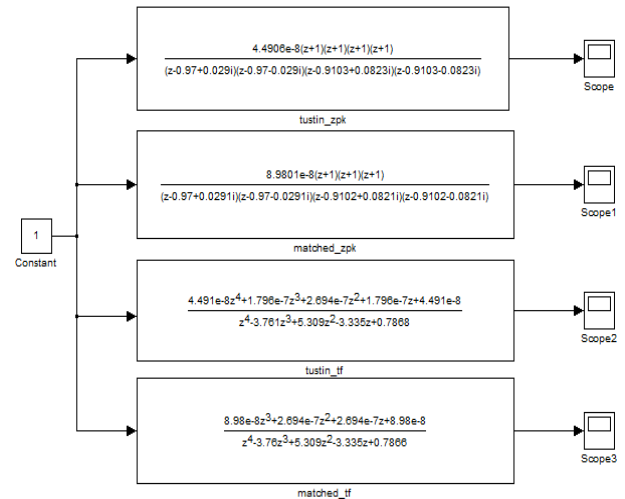 4.4906e-8(z+1)(z+1)(z+1)(z+1)
(z-0.97+0.029i)(z-0.97-0.029i)(z-0.9103+0.0823i)(z-0.9103-0.0823i)
Scope
tustin_zpk
8.9801e-8(z+1)(z+1)(z+1)
(z-0.97+0.0291i)(z-0.97-0.0291i)(z-0.9102+0.0821i)(z-0.9102-0.0821i)
Scope1
matched_zpk
1
Constant
4.491e-8z⁴+1.796e-7z³+2.694e-7z²+1.796e-7z+4.491e-8
z⁴-3.761z³+5.309z²-3.335z+0.7868
Scope2
tustin_tf
8.98e-8z³+2.694e-7z²+2.694e-7z+8.98e-8
z⁴-3.76z³+5.309z²-3.335z+0.7866
Scope3
matched_tf